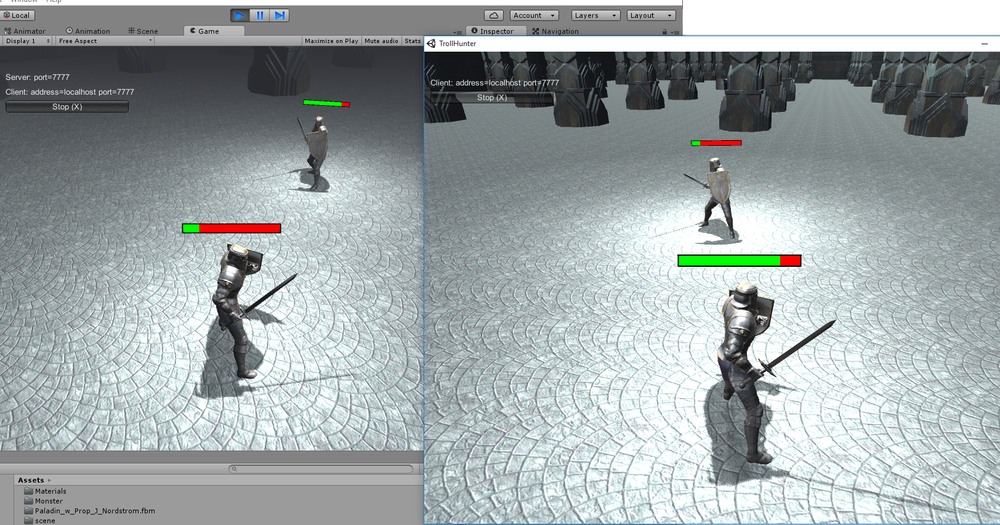 Window Help
Local
Account
Layers
Layout
Animator
Animation
Scene
Game
Inspector
Navigation
Display 1
Free Aspect
Maximize on Play
Mute audio
Stats
TrollHunter
Server: port=7777
Client: address=localhost port=7777
Stop (X)
Client: address=localhost port=7777
Stop (X)
Assets
Materials
Monster
Paladin_w_Prop_J_Nordstrom.fbm
scene